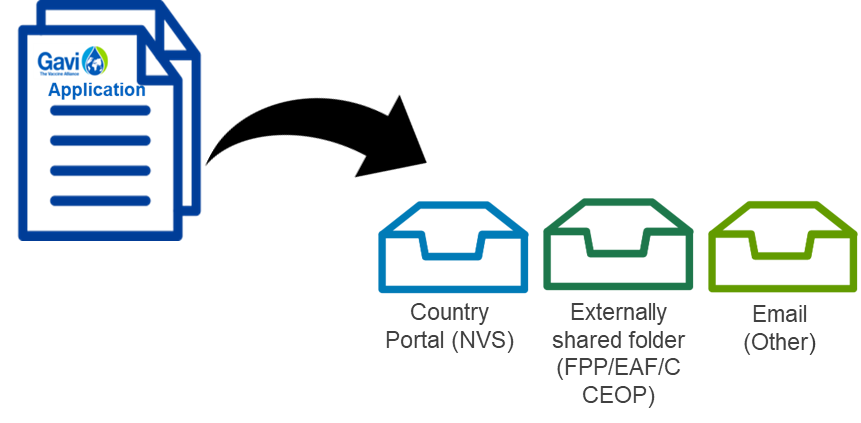 Gavi
The Vaccine Alliance
Application
Country
Portal (NVS)
Externally
shared folder
(FPP/EAF/C
CEOP)
Email
(Other)